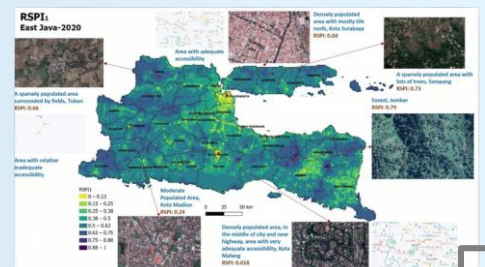 RSPI1
East Java-2020
Area with adequate
accessibility
Densely populated
area with mostly tile
roofs, Kota Surabaya
RSPI: 0.04
A sparsely populated area
surrounded by fields, Tuban
RSPI: 0.66
A sparsely populated area with
lots of trees, Sampang
RSPI: 0.73
Forest, Jember
RSPI: 0.79
Area with relative
inadequate
accessibility
RSPI1
0 - 0.13
0.13 - 0.25
0.25 - 0.38
0.38 - 0.5
0.5 - 0.63
0.63 - 0.75
0.75 - 0.88
0.88 - 1
Moderate
Populated Area,
Kota Madiun
RSPI: 0.24
0 25 50 km
Densely populated area, in
the middle of city and near
highway, area with very
adequate accessibility, Kota
Malang
RSPI: 0.018